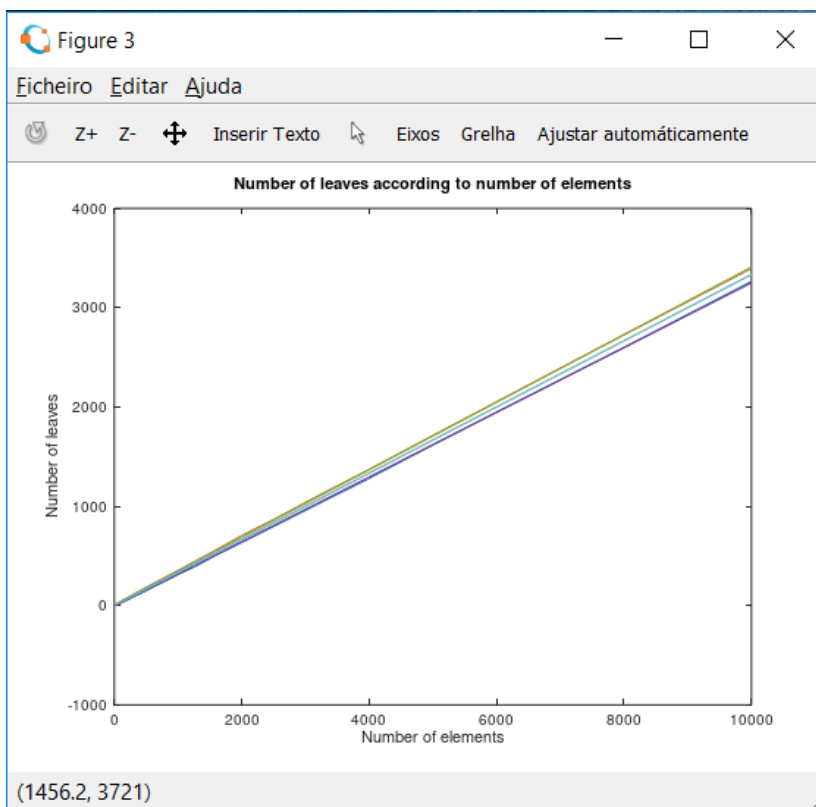 Figure 3
Ficheiro Editar Ajuda
Z+ Z- Inserir Texto Eixos Grelha Ajustar automáticamente
Number of leaves according to number of elements
4000
3000
2000
1000
0
-1000
Number of leaves
0 2000 4000 6000 8000 10000
Number of elements
(1456.2, 3721)